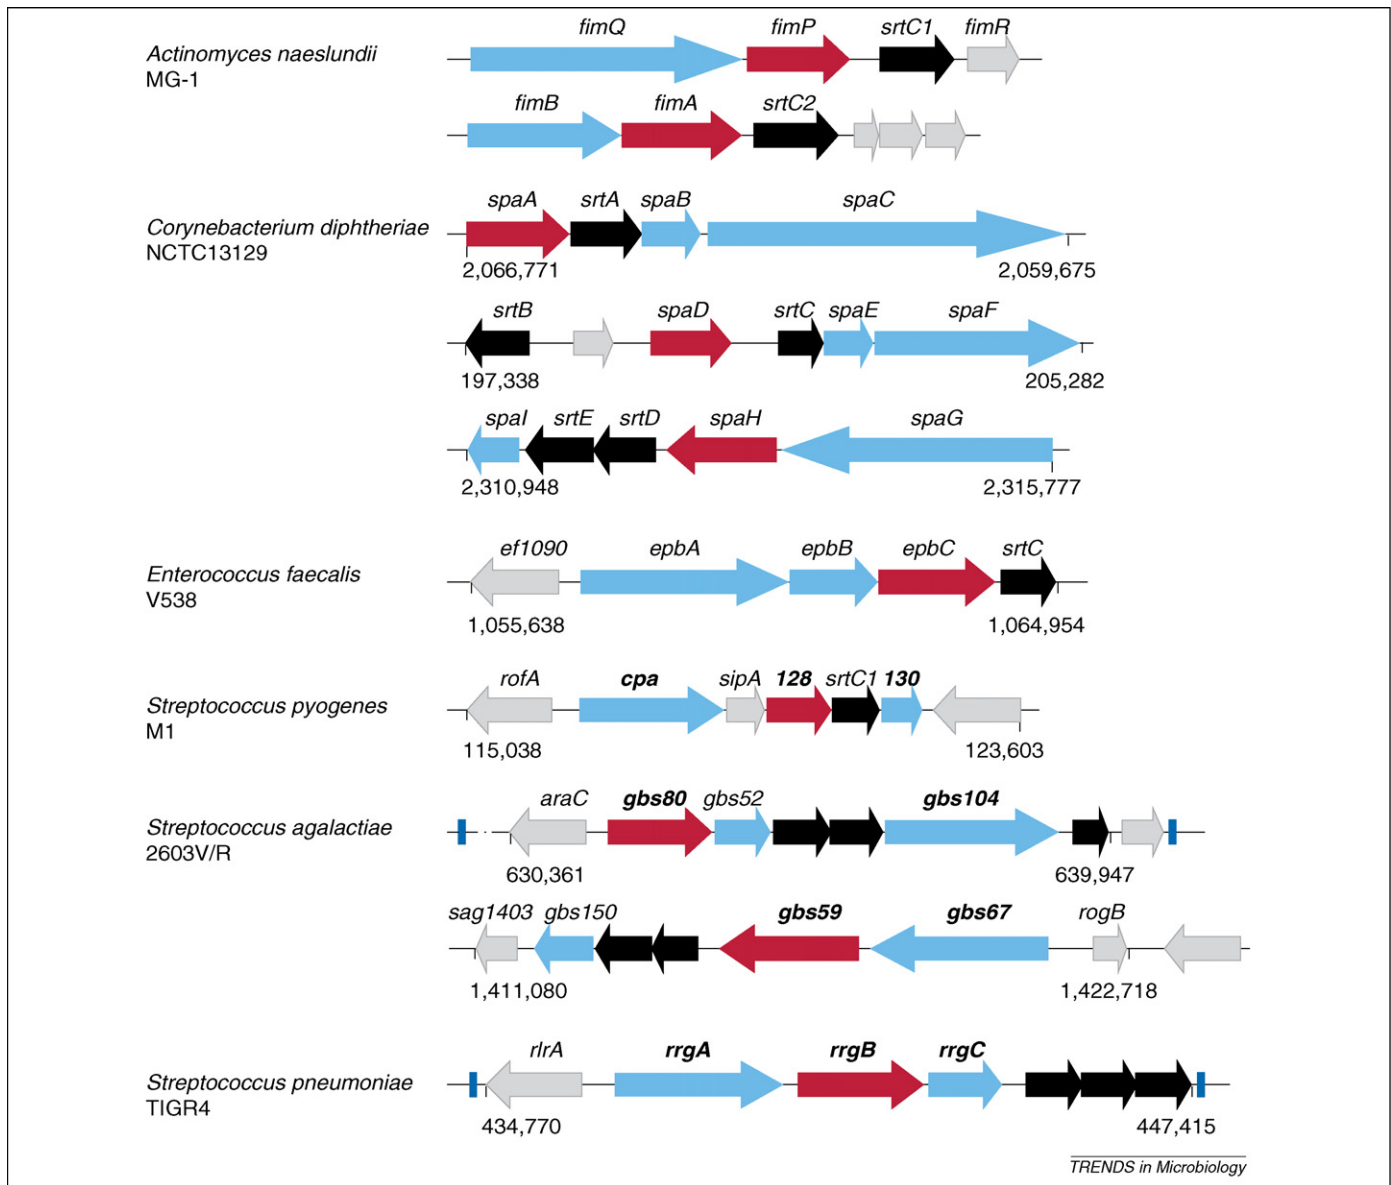 fimQ fimP srtC1 fimR
Actinomyces naeslundii
MG-1
fimB fimA srtC2
spaA srtA spaB spaC
Corynebacterium diphtheriae
NCTC13129
2,066,771 2,059,675
srtB spaD srtC spaE spaF
197,338 205,282
spaI srtE srtD spaH spaG
2,310,948 2,315,777
ef1090 epbA epbB epbC srtC
Enterococcus faecalis
V538
1,055,638 1,064,954
rofA cpa sipA 128 srtC1 130
Streptococcus pyogenes
M1
115,038 123,603
araC gbs80 gbs52 gbs104
Streptococcus agalactiae
2603V/R
630,361 639,947
sag1403 gbs150 gbs59 gbs67 rogB
1,411,080 1,422,718
rlrA rrgA rrgB rrgC
Streptococcus pneumoniae
TIGR4
434,770 447,415
TRENDS in Microbiology